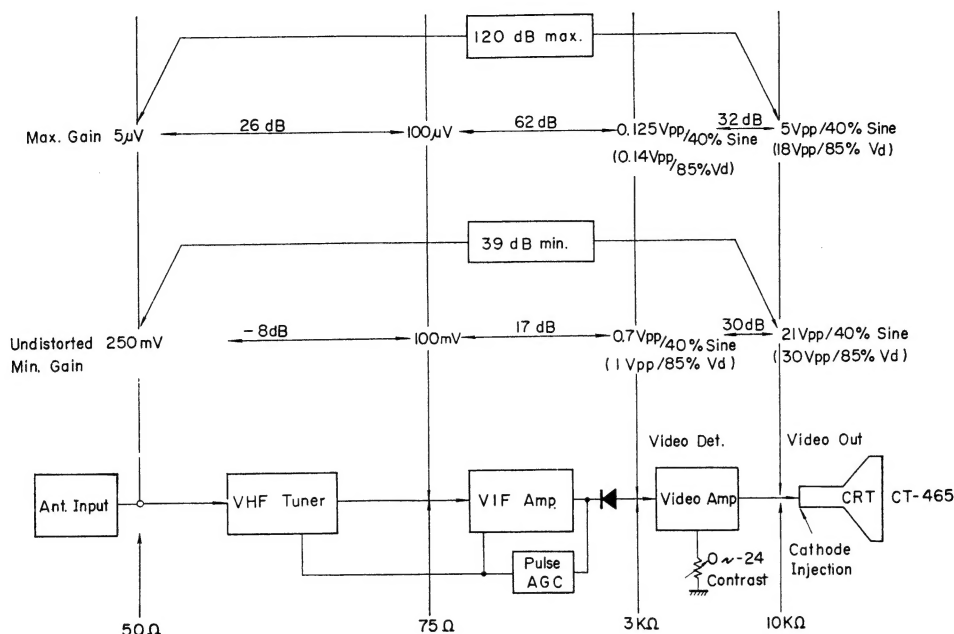 120 dB max.
Max. Gain 5μV 26 dB 100μV 62 dB 0.125Vpp/40% Sine 32 dB 5Vpp/40% Sine
(0.14Vpp/85%Vd) (18Vpp/85% Vd)
39 dB min.
Undistorted 250mV -8dB 100mV 17 dB 0.7Vpp/40% Sine 30dB 21Vpp/40% Sine
Min. Gain (1Vpp/85% Vd) (30Vpp/85% Vd)
Video Det. Video Out
Ant. Input VHF Tuner VIF Amp. Video Amp CRT CT-465
Pulse
AGC
0~-24
Contrast
Cathode
Injection
50Ω 75Ω 3KΩ 10KΩ